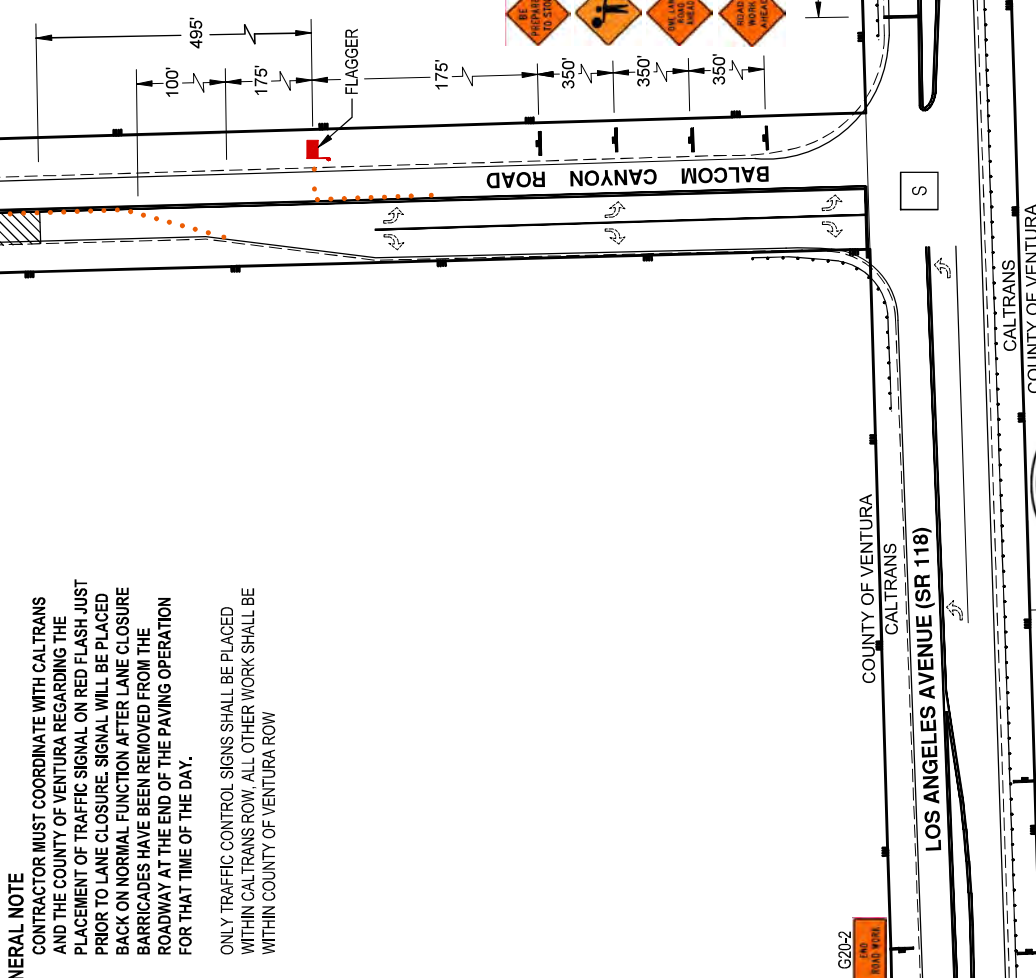 NERAL NOTE
CONTRACTOR MUST COORDINATE WITH CALTRANS
AND THE COUNTY OF VENTURA REGARDING THE
PLACEMENT OF TRAFFIC SIGNAL ON RED FLASH JUST
PRIOR TO LANE CLOSURE. SIGNAL WILL BE PLACED
BACK ON NORMAL FUNCTION AFTER LANE CLOSURE
BARRICADES HAVE BEEN REMOVED FROM THE
ROADWAY AT THE END OF THE PAVING OPERATION
FOR THAT TIME OF THE DAY.
ONLY TRAFFIC CONTROL SIGNS SHALL BE PLACED
WITHIN CALTRANS ROW, ALL OTHER WORK SHALL BE
WITHIN COUNTY OF VENTURA ROW
495'
100'
175'
FLAGGER
175'
350'
350'
350'
BE
PREPARED
TO STOP
ONE LANE
ROAD
AHEAD
ROAD
WORK
AHEAD
BALCOM CANYON ROAD
S
COUNTY OF VENTURA
CALTRANS
LOS ANGELES AVENUE (SR 118)
CALTRANS
COUNTY OF VENTURA
G20-2
END
ROAD WORK